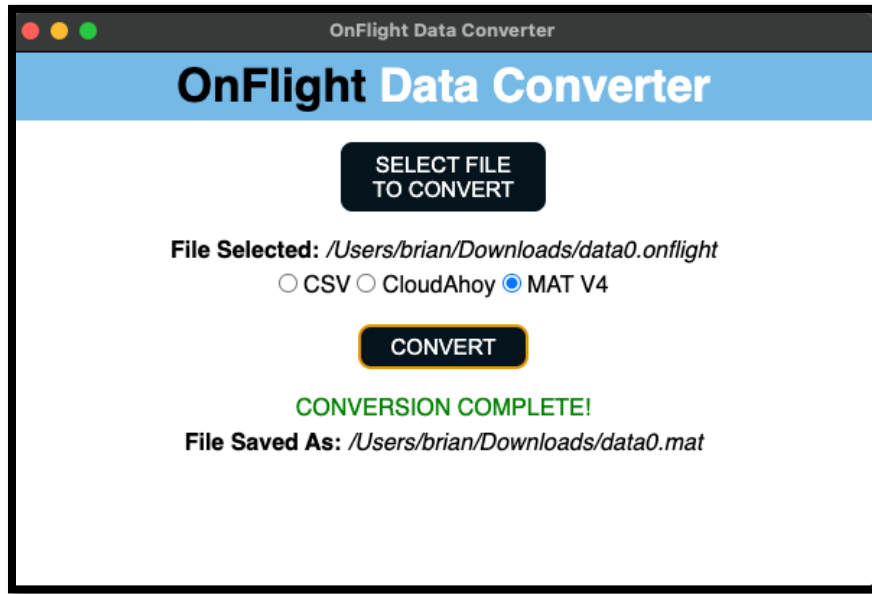 OnFlight Data Converter
OnFlight Data Converter
SELECT FILE
TO CONVERT
File Selected: /Users/brian/Downloads/data0.onflight
CSV CloudAhoy MAT V4
CONVERT
CONVERSION COMPLETE!
File Saved As: /Users/brian/Downloads/data0.mat